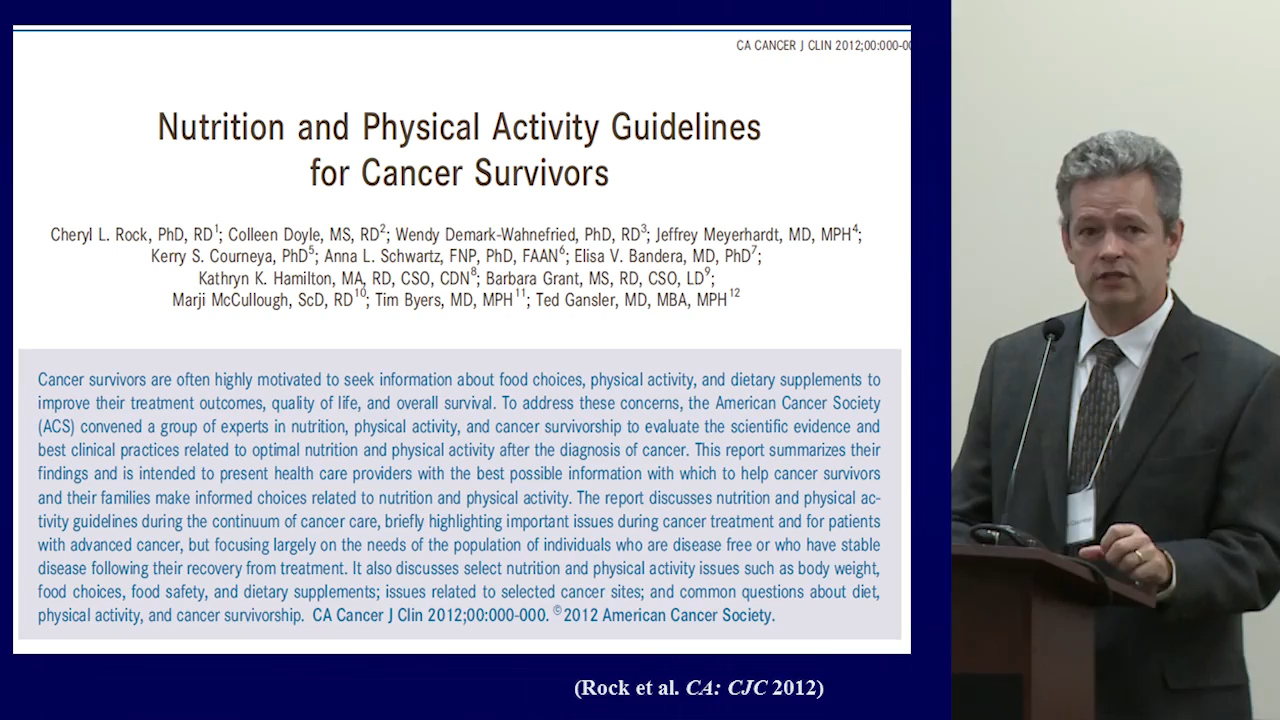 CA CANCER J CLIN 2012;00:000-00
Nutrition and Physical Activity Guidelines
for Cancer Survivors
Cheryl L. Rock, PhD, RD1; Colleen Doyle, MS, RD2; Wendy Demark-Wahnefried, PhD, RD3; Jeffrey Meyerhardt, MD, MPH4;
Kerry S. Courneya, PhD5; Anna L. Schwartz, FNP, PhD, FAAN6; Elisa V. Bandera, MD, PhD7;
Kathryn K. Hamilton, MA, RD, CSO, CDN8; Barbara Grant, MS, RD, CSO, LD9;
Marji McCullough, ScD, RD10; Tim Byers, MD, MPH11; Ted Gansler, MD, MBA, MPH12
Cancer survivors are often highly motivated to seek information about food choices, physical activity, and dietary supplements to
improve their treatment outcomes, quality of life, and overall survival. To address these concerns, the American Cancer Society
(ACS) convened a group of experts in nutrition, physical activity, and cancer survivorship to evaluate the scientific evidence and
best clinical practices related to optimal nutrition and physical activity after the diagnosis of cancer. This report summarizes their
findings and is intended to present health care providers with the best possible information with which to help cancer survivors
and their families make informed choices related to nutrition and physical activity. The report discusses nutrition and physical ac-
tivity guidelines during the continuum of cancer care, briefly highlighting important issues during cancer treatment and for patients
with advanced cancer, but focusing largely on the needs of the population of individuals who are disease free or who have stable
disease following their recovery from treatment. It also discusses select nutrition and physical activity issues such as body weight,
food choices, food safety, and dietary supplements; issues related to selected cancer sites; and common questions about diet,
physical activity, and cancer survivorship. CA Cancer J Clin 2012;00:000-000. ©2012 American Cancer Society.
(Rock et al. CA: CJC 2012)